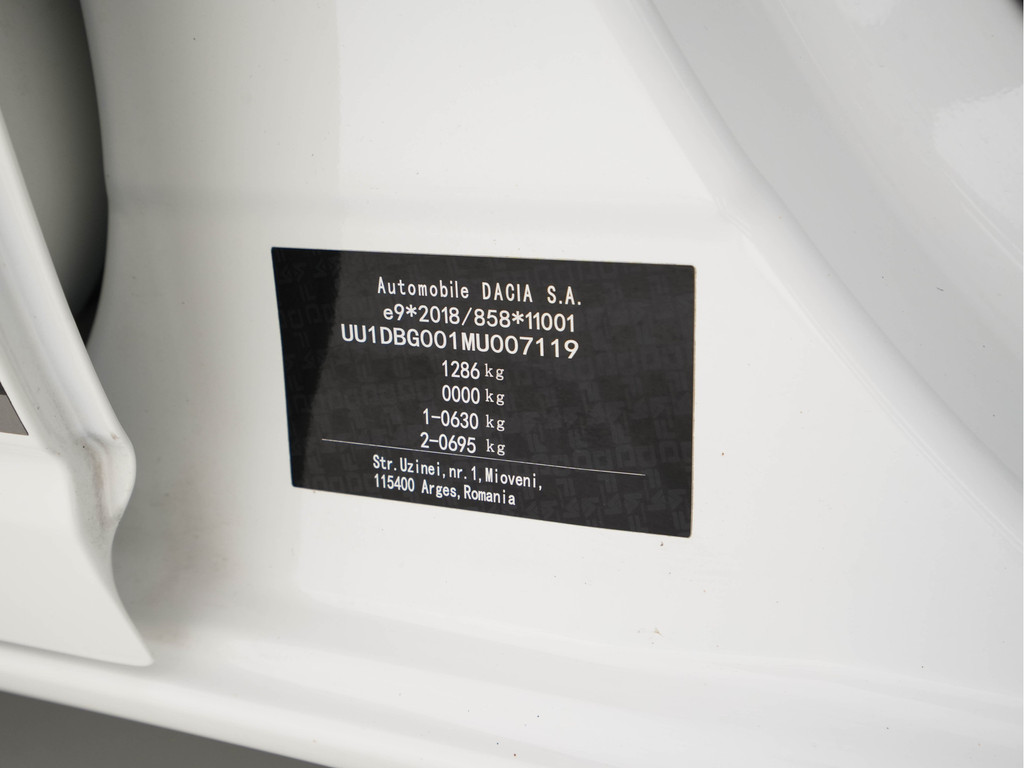 Automobile DACIA S.A.
e9*2018/858*11001
UU1DBG001MU007119
1286 kg
0000 kg
1-0630 kg
2-0695 kg
Str.Uzinei,nr.1,Mioveni,
115400 Arges,Romania